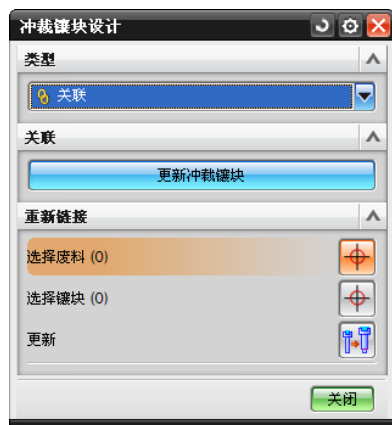 冲裁镶块设计
类型
关联
关联
更新冲裁镶块
重新链接
选择废料 (0)
选择镶块 (0)
更新
关闭